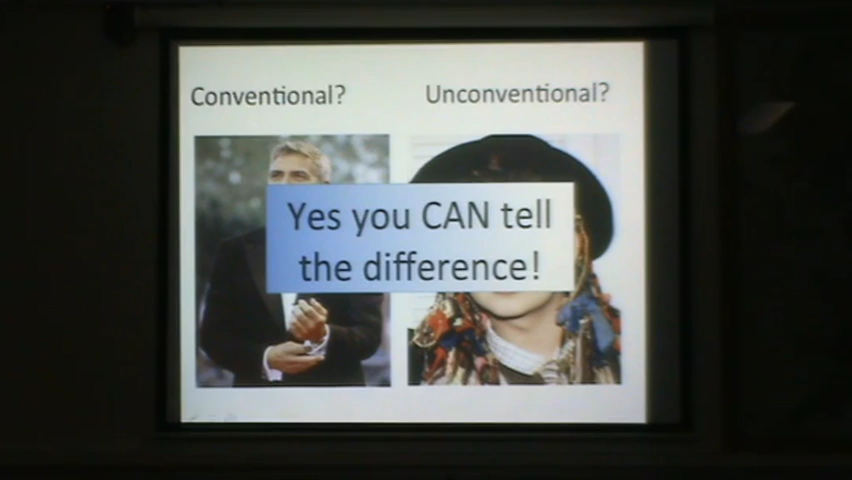 Conventional?
Unconventional?
Yes you CAN tell
the difference!